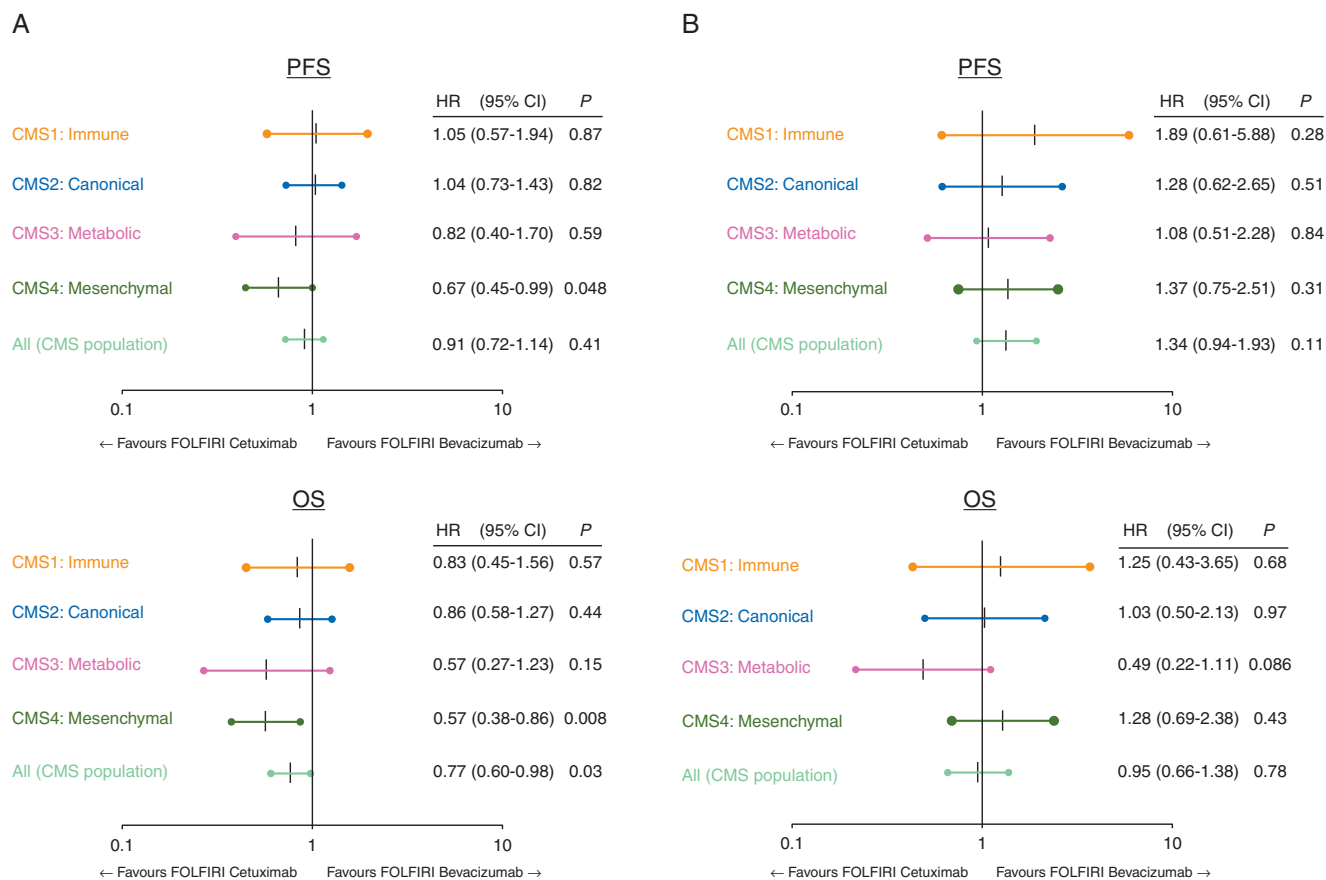 A
PFS
HR (95% CI) P
CMS1: Immune 1.05 (0.57-1.94) 0.87
CMS2: Canonical 1.04 (0.73-1.43) 0.82
CMS3: Metabolic 0.82 (0.40-1.70) 0.59
CMS4: Mesenchymal 0.67 (0.45-0.99) 0.048
All (CMS population) 0.91 (0.72-1.14) 0.41
0.1 1 10
← Favours FOLFIRI Cetuximab Favours FOLFIRI Bevacizumab →
OS
HR (95% CI) P
CMS1: Immune 0.83 (0.45-1.56) 0.57
CMS2: Canonical 0.86 (0.58-1.27) 0.44
CMS3: Metabolic 0.57 (0.27-1.23) 0.15
CMS4: Mesenchymal 0.57 (0.38-0.86) 0.008
All (CMS population) 0.77 (0.60-0.98) 0.03
0.1 1 10
← Favours FOLFIRI Cetuximab Favours FOLFIRI Bevacizumab →
B
PFS
HR (95% CI) P
CMS1: Immune 1.89 (0.61-5.88) 0.28
CMS2: Canonical 1.28 (0.62-2.65) 0.51
CMS3: Metabolic 1.08 (0.51-2.28) 0.84
CMS4: Mesenchymal 1.37 (0.75-2.51) 0.31
All (CMS population) 1.34 (0.94-1.93) 0.11
0.1 1 10
← Favours FOLFIRI Cetuximab Favours FOLFIRI Bevacizumab →
OS
HR (95% CI) P
CMS1: Immune 1.25 (0.43-3.65) 0.68
CMS2: Canonical 1.03 (0.50-2.13) 0.97
CMS3: Metabolic 0.49 (0.22-1.11) 0.086
CMS4: Mesenchymal 1.28 (0.69-2.38) 0.43
All (CMS population) 0.95 (0.66-1.38) 0.78
0.1 1 10
← Favours FOLFIRI Cetuximab Favours FOLFIRI Bevacizumab →